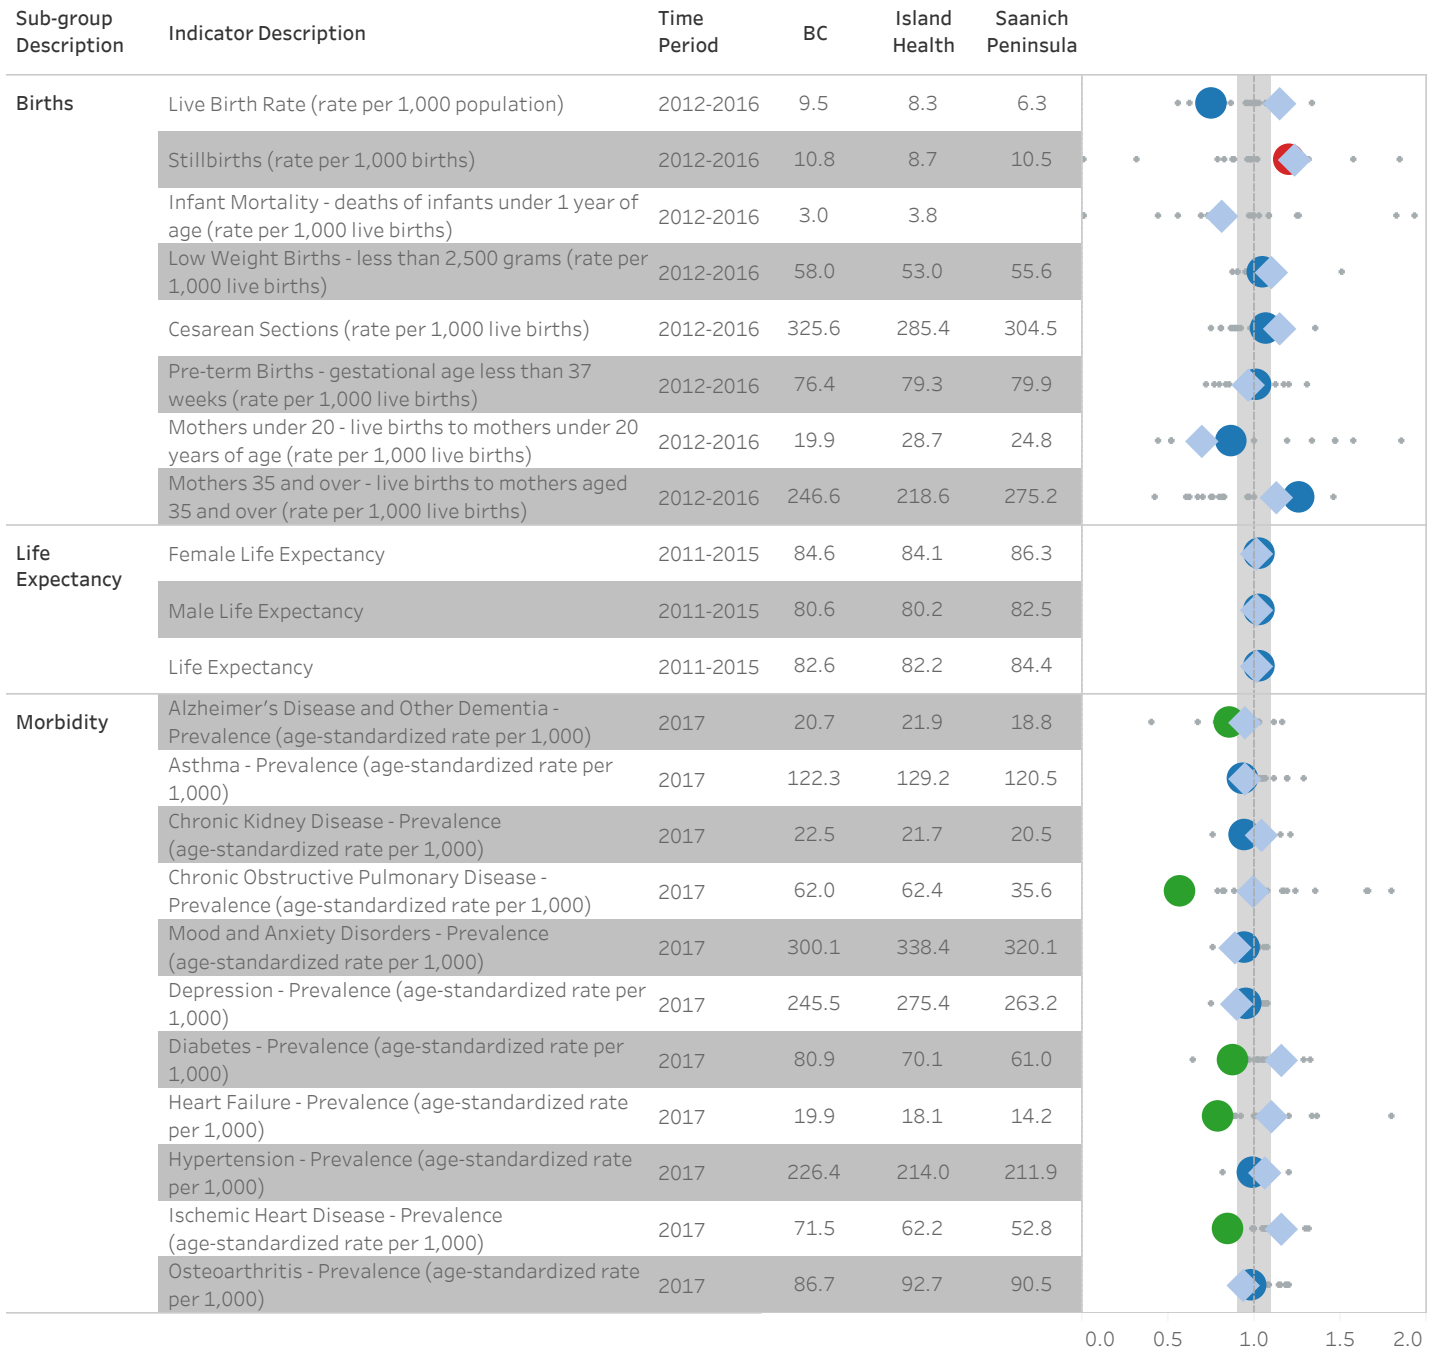 Sub-group
Description
Indicator Description
Time
Period
BC
Island
Health
Saanich
Peninsula
Births
Live Birth Rate (rate per 1,000 population) 2012-2016 9.5 8.3 6.3
Stillbirths (rate per 1,000 births) 2012-2016 10.8 8.7 10.5
Infant Mortality - deaths of infants under 1 year of
age (rate per 1,000 live births) 2012-2016 3.0 3.8
Low Weight Births - less than 2,500 grams (rate per
1,000 live births) 2012-2016 58.0 53.0 55.6
Cesarean Sections (rate per 1,000 live births) 2012-2016 325.6 285.4 304.5
Pre-term Births - gestational age less than 37
weeks (rate per 1,000 live births) 2012-2016 76.4 79.3 79.9
Mothers under 20 - live births to mothers under 20
years of age (rate per 1,000 live births) 2012-2016 19.9 28.7 24.8
Mothers 35 and over - live births to mothers aged
35 and over (rate per 1,000 live births) 2012-2016 246.6 218.6 275.2
Life
Expectancy
Female Life Expectancy 2011-2015 84.6 84.1 86.3
Male Life Expectancy 2011-2015 80.6 80.2 82.5
Life Expectancy 2011-2015 82.6 82.2 84.4
Morbidity
Alzheimer's Disease and Other Dementia -
Prevalence (age-standardized rate per 1,000) 2017 20.7 21.9 18.8
Asthma - Prevalence (age-standardized rate per
1,000) 2017 122.3 129.2 120.5
Chronic Kidney Disease - Prevalence
(age-standardized rate per 1,000) 2017 22.5 21.7 20.5
Chronic Obstructive Pulmonary Disease -
Prevalence (age-standardized rate per 1,000) 2017 62.0 62.4 35.6
Mood and Anxiety Disorders - Prevalence
(age-standardized rate per 1,000) 2017 300.1 338.4 320.1
Depression - Prevalence (age-standardized rate per
1,000) 2017 245.5 275.4 263.2
Diabetes - Prevalence (age-standardized rate per
1,000) 2017 80.9 70.1 61.0
Heart Failure - Prevalence (age-standardized rate
per 1,000) 2017 19.9 18.1 14.2
Hypertension - Prevalence (age-standardized rate
per 1,000) 2017 226.4 214.0 211.9
Ischemic Heart Disease - Prevalence
(age-standardized rate per 1,000) 2017 71.5 62.2 52.8
Osteoarthritis - Prevalence (age-standardized rate
per 1,000) 2017 86.7 92.7 90.5
0.0 0.5 1.0 1.5 2.0